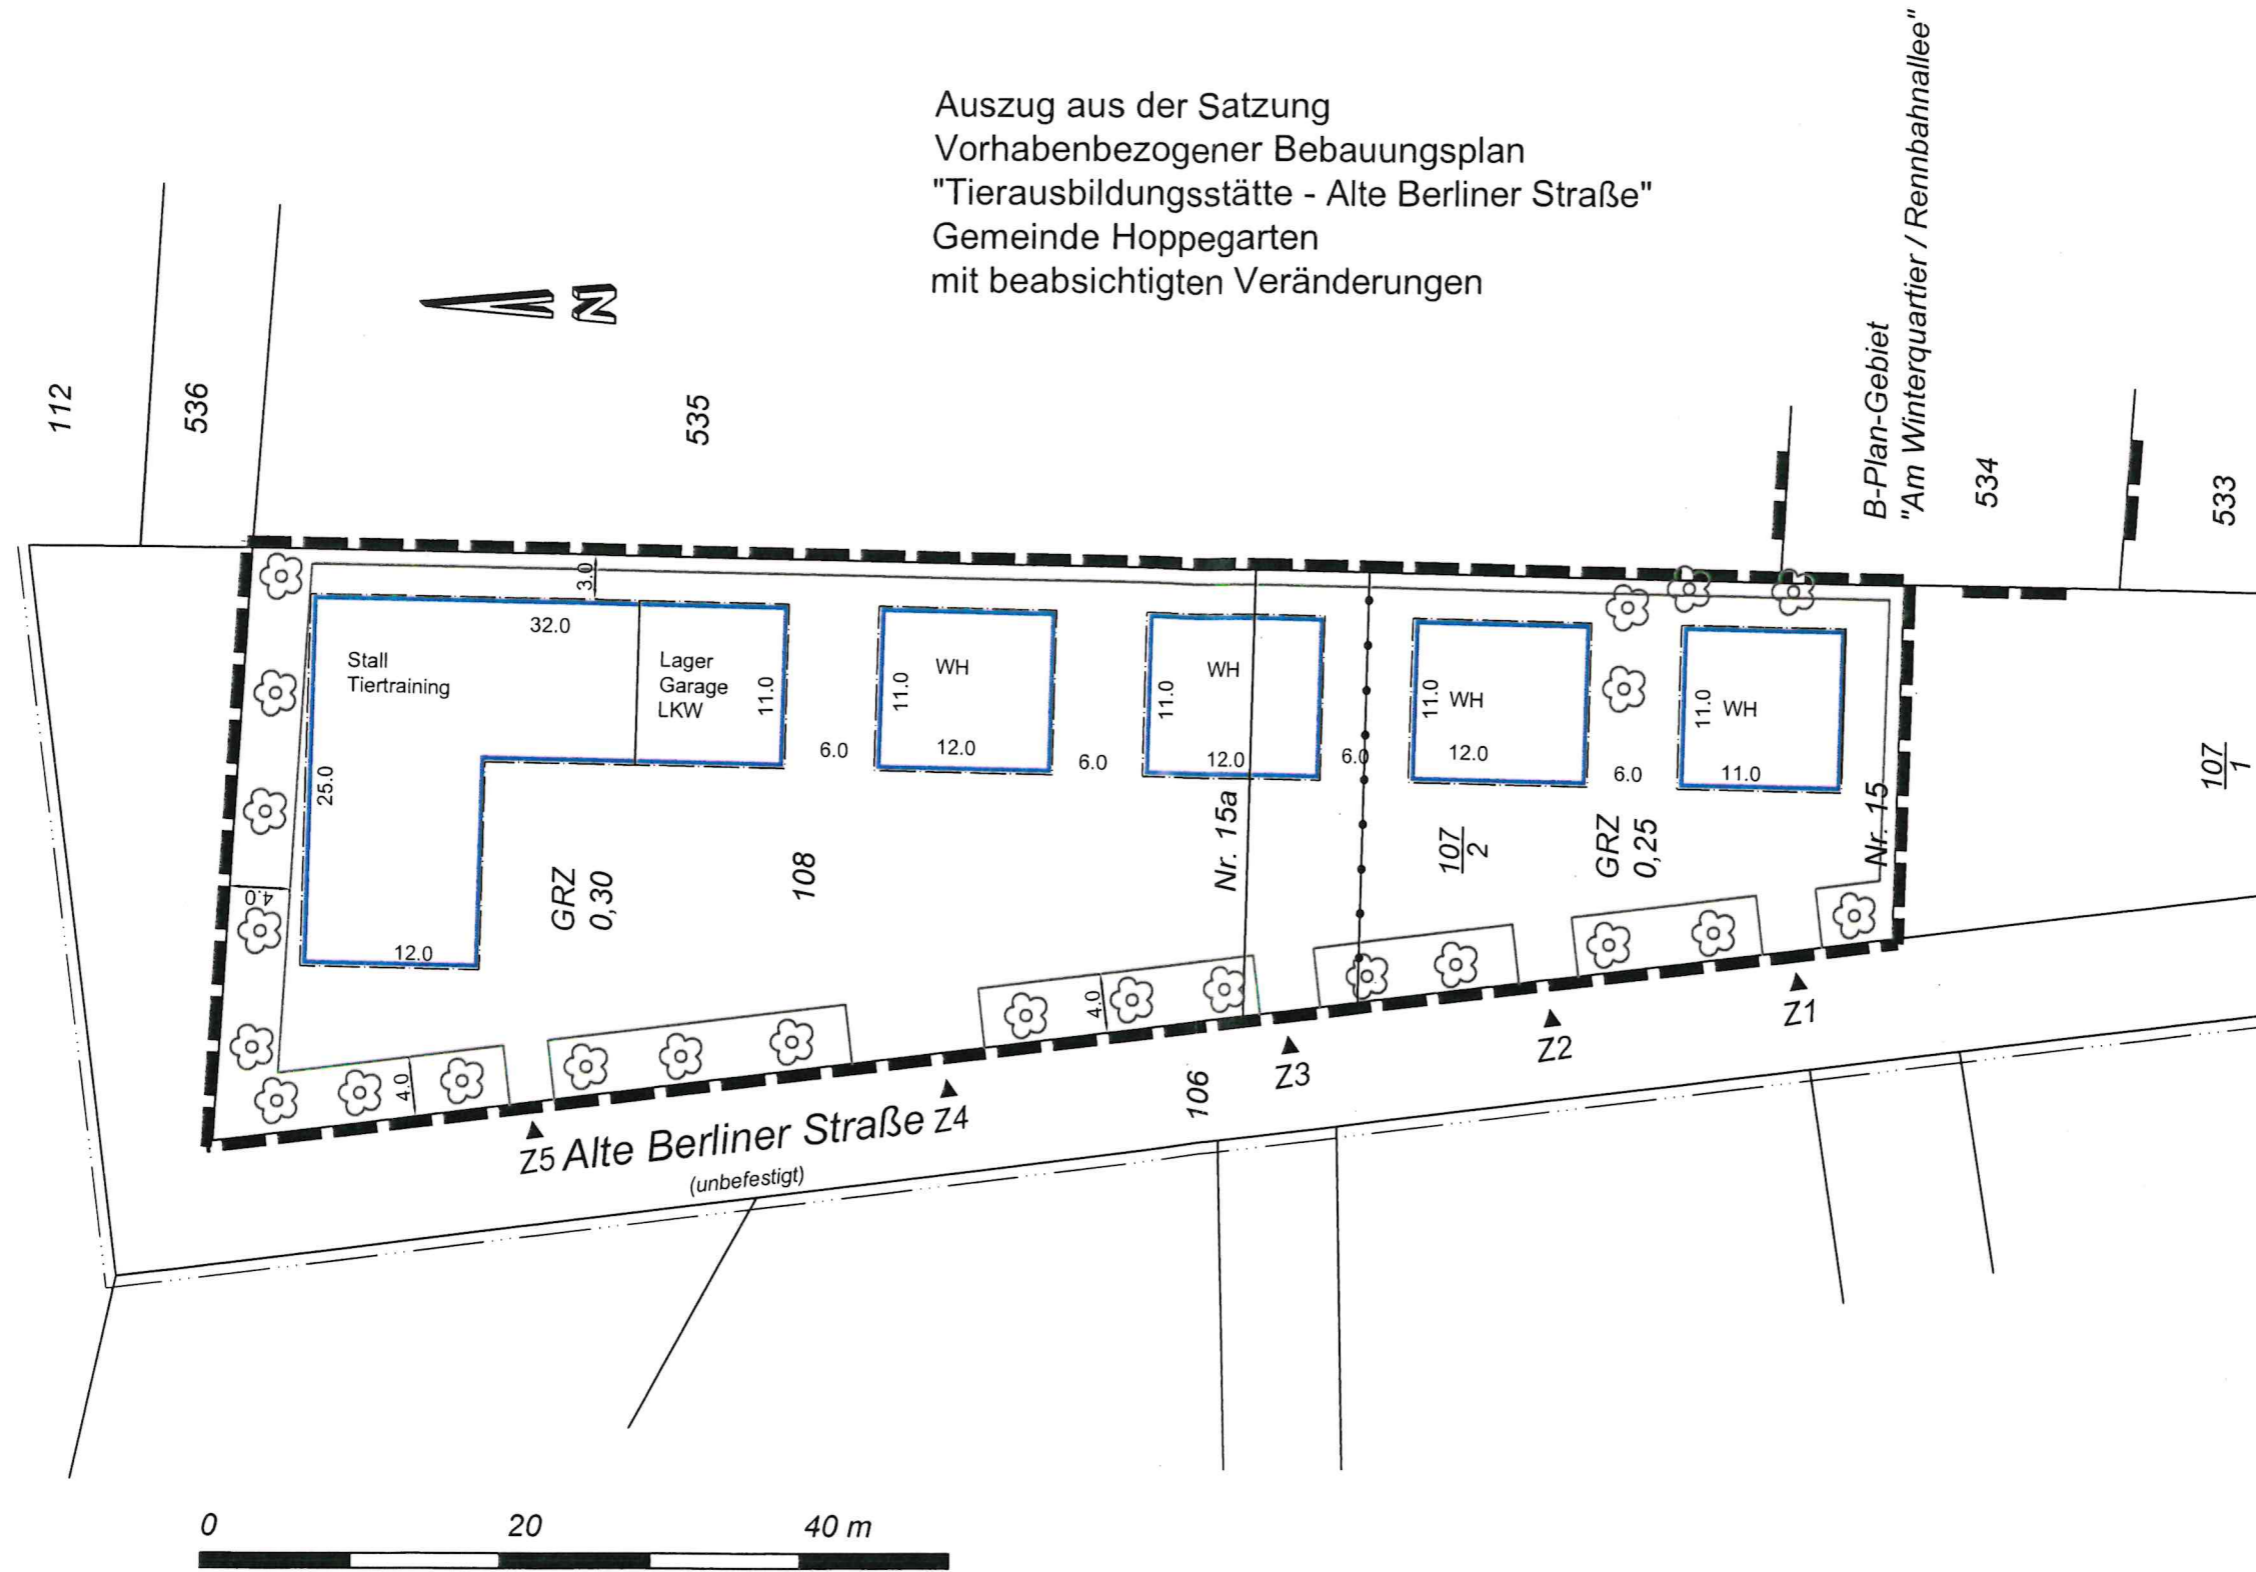 Auszug aus der Satzung
Vorhabenbezogener Bebauungsplan
"Tierausbildungsstätte - Alte Berliner Straße"
Gemeinde Hoppegarten
mit beabsichtigten Veränderungen
B-Plan-Gebiet
"Am Winterquartier / Rennbahnallee"
N
112
536
535
534
533
3.0
32.0
Stall
Tiertraining
Lager
Garage
LKW
11.0
25.0
12.0
4.0
6.0
WH
11.0
12.0
6.0
WH
11.0
12.0
6.0
WH
11.0
12.0
6.0
WH
11.0
11.0
GRZ
0,30
108
Nr. 15a
107
2
GRZ
0,25
Nr. 15
107
1
4.0
4.0
Z1
Z2
Z3
106
Z4
Z5
Alte Berliner Straße
(unbefestigt)
0
20
40 m